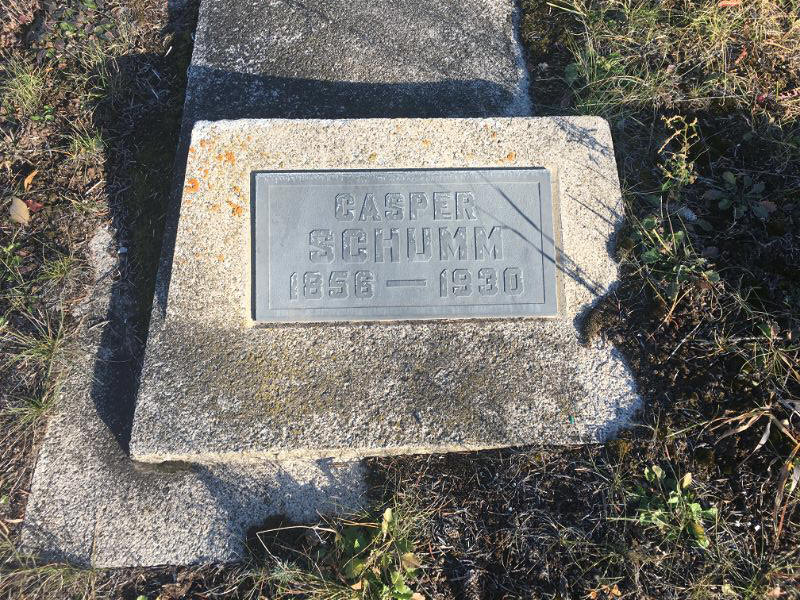 CASPER
SCHUMM
1856 — 1930